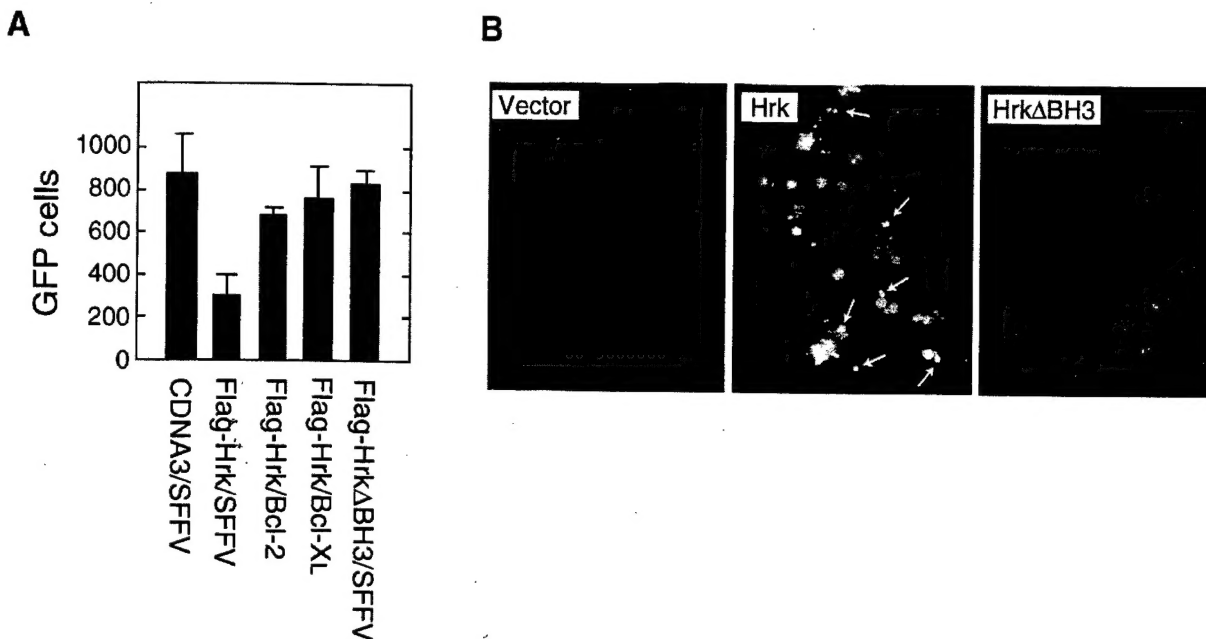 A
B
GFP cells
1000
800
600
400
200
0
CDNA3/SFFV
Flag-Hrk/SFFV
Flag-Hrk/Bcl-2
Flag-Hrk/Bcl-XL
Flag-HrkΔBH3/SFFV
Vector
Hrk
HrkΔBH3